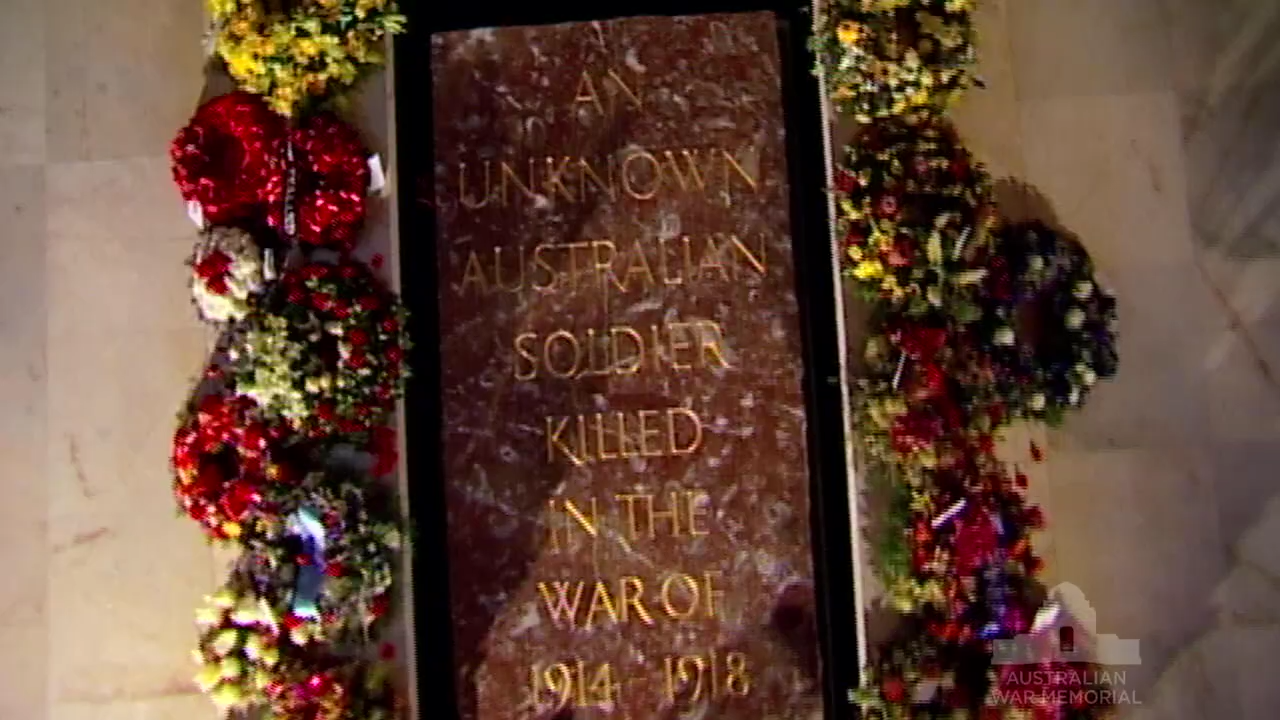 AN
UNKNOWN
AUSTRALIAN
SOLDIER
KILLED
IN THE
WAR OF
1914 - 1918
AUSTRALIAN
WAR MEMORIAL